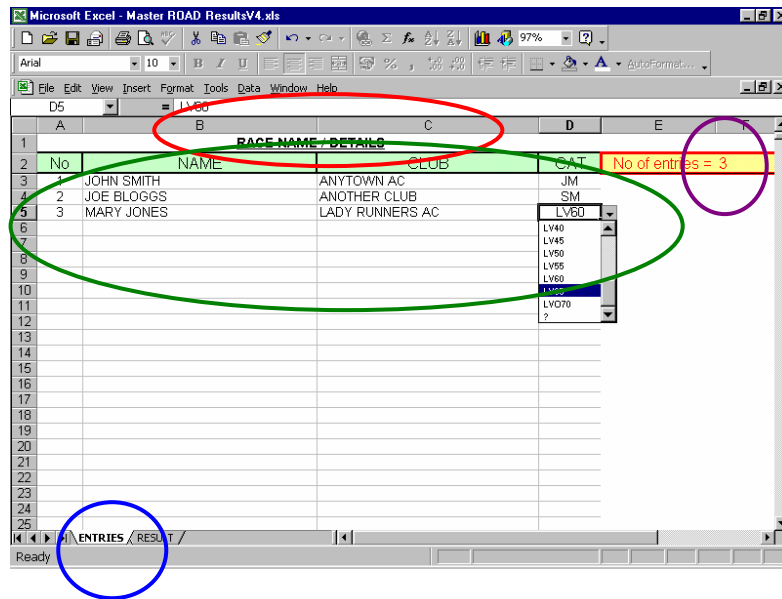 Microsoft Excel - Master ROAD ResultsV4.xls
97%
Arial 10 B I U % , AutoFormat...
File Edit View Insert Format Tools Data Window Help
D5 = LV60
A B C D E F
1 RACE NAME / DETAILS
2 No NAME CLUB CAT No of entries = 3
3 1 JOHN SMITH ANYTOWN AC JM
4 2 JOE BLOGGS ANOTHER CLUB SM
5 3 MARY JONES LADY RUNNERS AC LV60
6
LV40
7
LV45
8
LV50
LV55
9
LV60
10
LV65
11
LVO70
12
?
13
14
15
16
17
18
19
20
21
22
23
24
25
ENTRIES RESULT
Ready